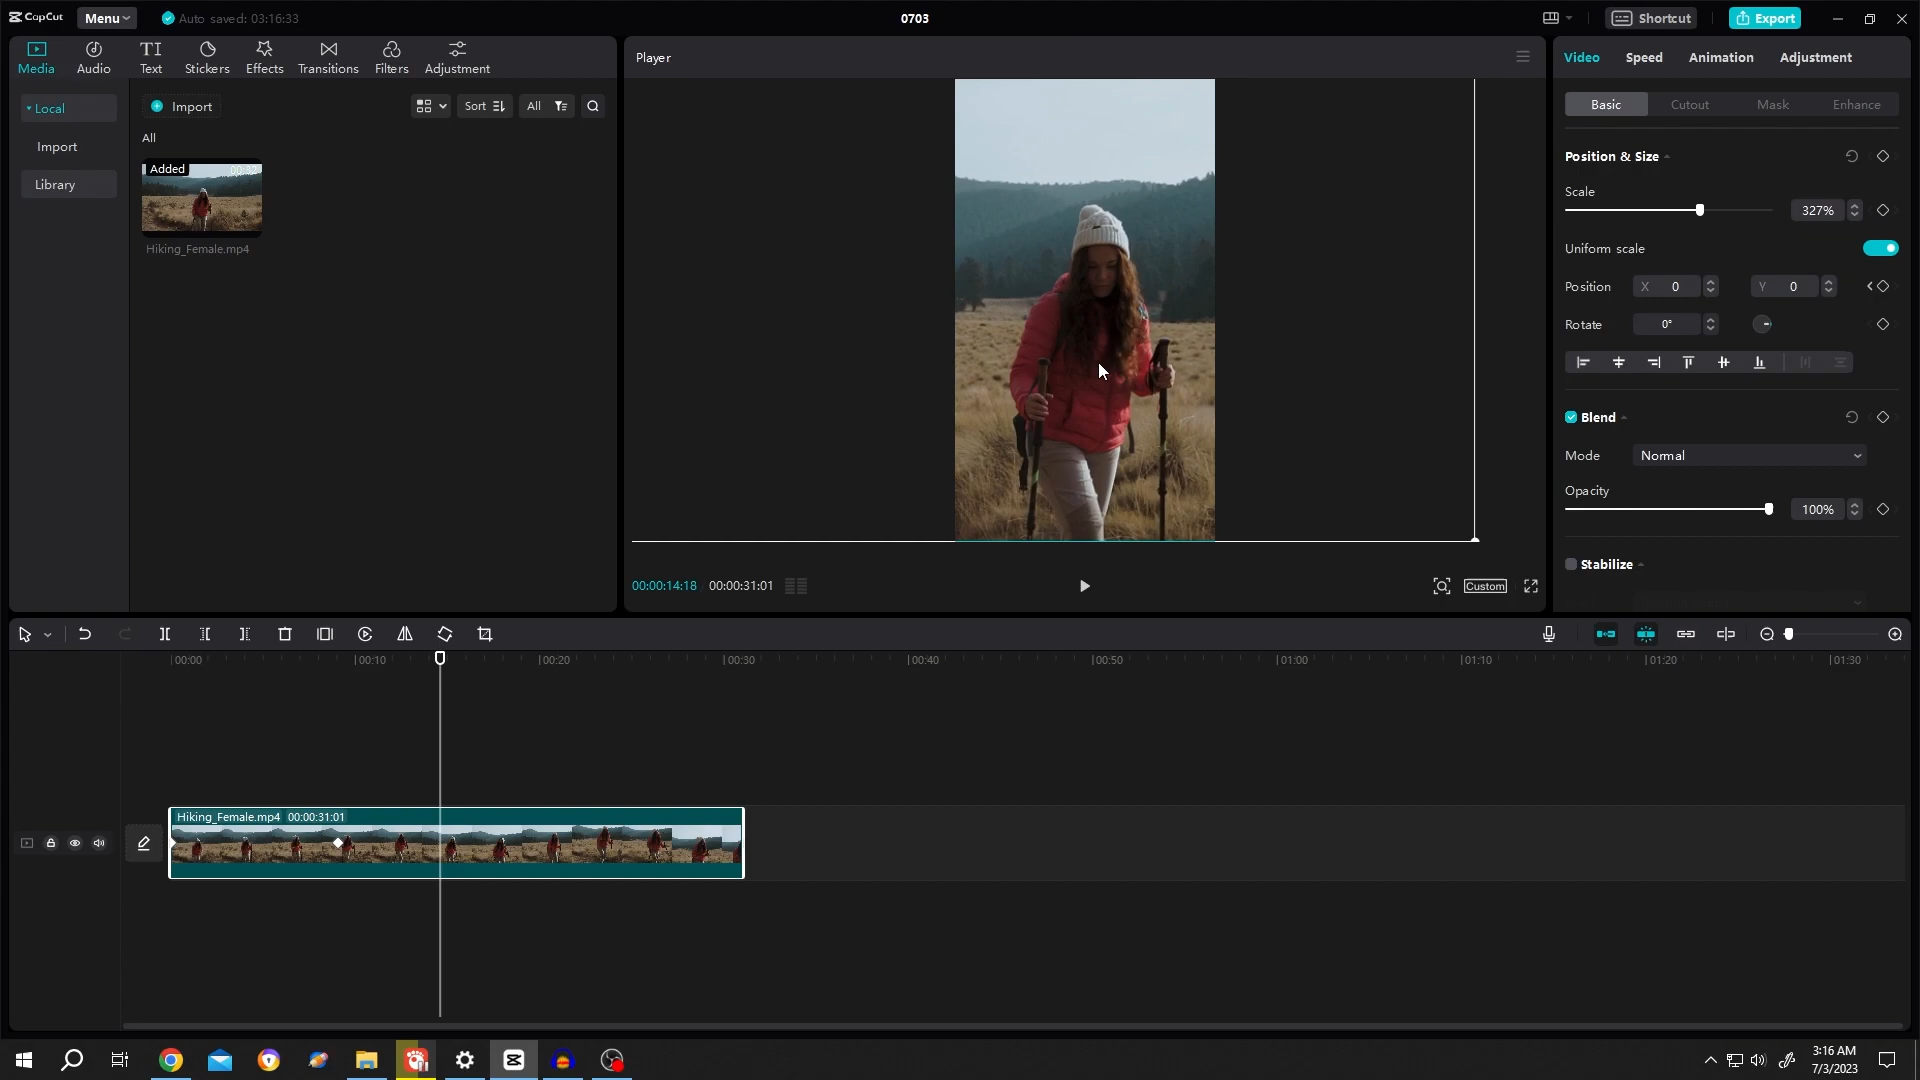 CapCut Menu Auto saved: 03:16:33 0703 Shortcut Export
Media Audio Text Stickers Effects Transitions Filters Adjustment
Player
Video Speed Animation Adjustment
Local
Import
Library
Import Sort All
All
Added 00:32
Hiking_Female.mp4
Basic Cutout Mask Enhance
Position & Size
Scale
327%
Uniform scale
Position X 0 Y 0
Rotate 0°
Blend
Mode Normal
Opacity
100%
Stabilize
00:00:14:18 00:00:31:01 Custom
00:00 00:10 00:20 00:30 00:40 00:50 01:00 01:10 01:20 01:30
Hiking_Female.mp4 00:00:31:01
3:16 AM
7/3/2023